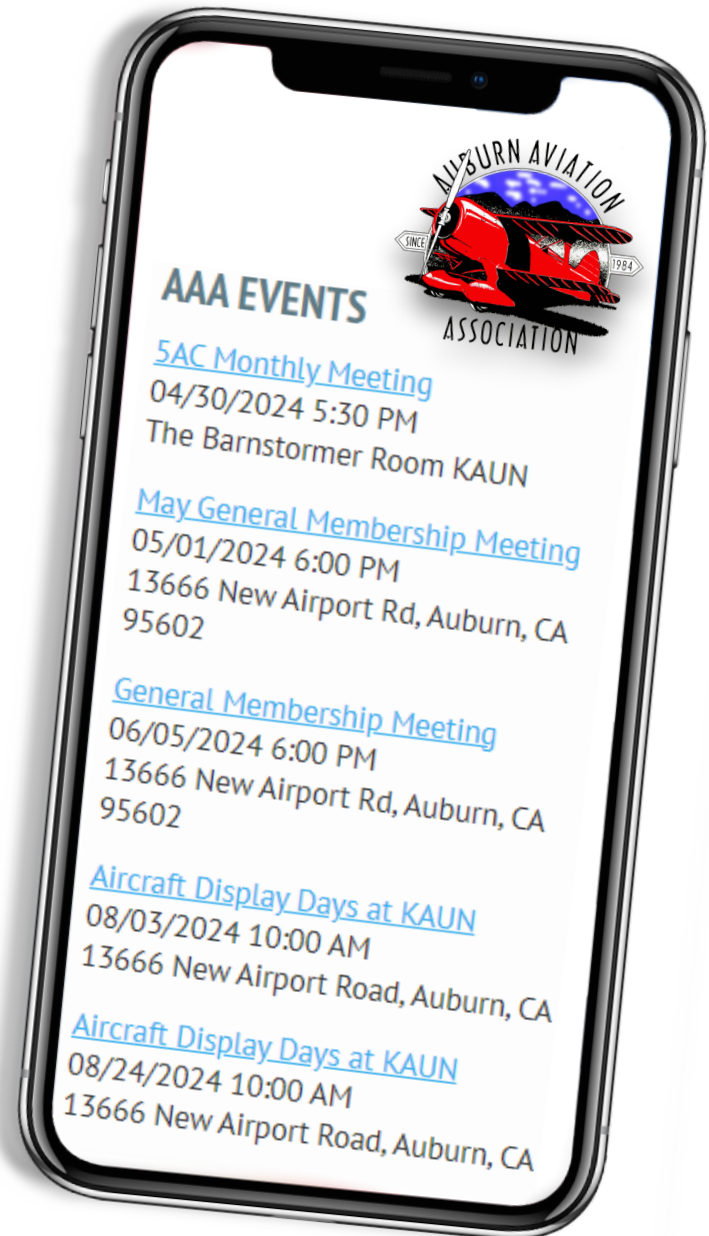 AUBURN AVIATION
SINCE
1984
ASSOCIATION
AAA EVENTS
5AC Monthly Meeting
04/30/2024 5:30 PM
The Barnstormer Room KAUN
May General Membership Meeting
05/01/2024 6:00 PM
13666 New Airport Rd, Auburn, CA
95602
General Membership Meeting
06/05/2024 6:00 PM
13666 New Airport Rd, Auburn, CA
95602
Aircraft Display Days at KAUN
08/03/2024 10:00 AM
13666 New Airport Road, Auburn, CA
Aircraft Display Days at KAUN
08/24/2024 10:00 AM
13666 New Airport Road, Auburn, CA